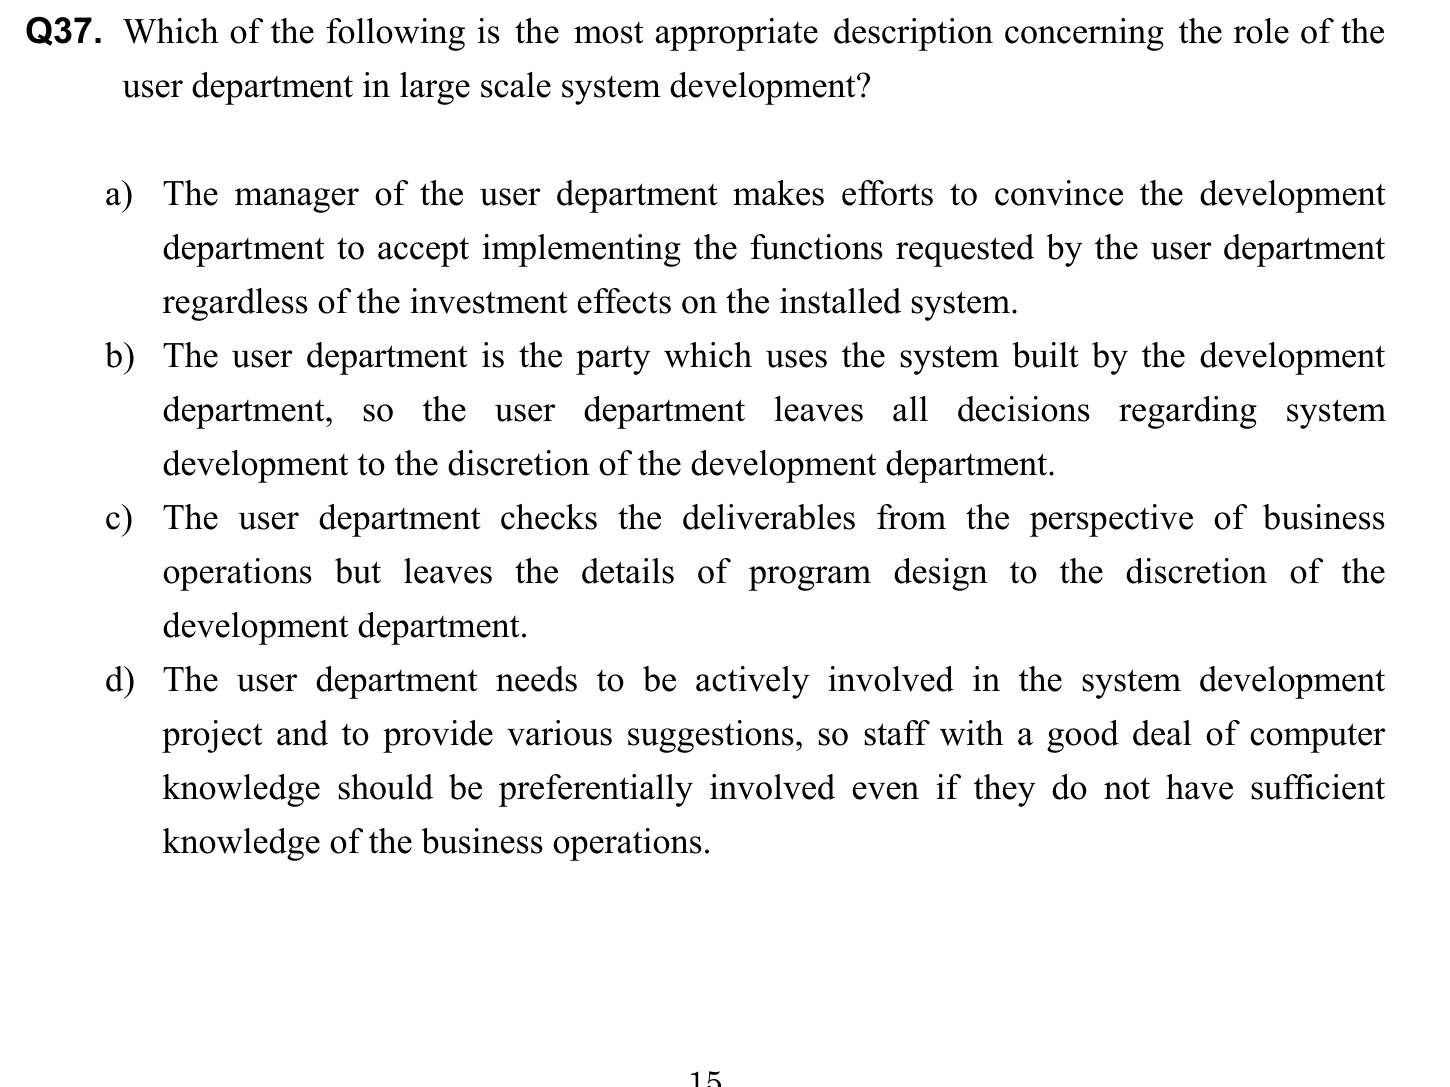 Q37. Which of the following is the most appropriate description concerning the role of the
user department in large scale system development?
a) The manager of the user department makes efforts to convince the development
department to accept implementing the functions requested by the user department
regardless of the investment effects on the installed system.
b) The user department is the party which uses the system built by the development
department, so the user department leaves all decisions regarding system
development to the discretion of the development department.
c) The user department checks the deliverables from the perspective of business
operations but leaves the details of program design to the discretion of the
development department.
d) The user department needs to be actively involved in the system development
project and to provide various suggestions, so staff with a good deal of computer
knowledge should be preferentially involved even if they do not have sufficient
knowledge of the business operations.
15